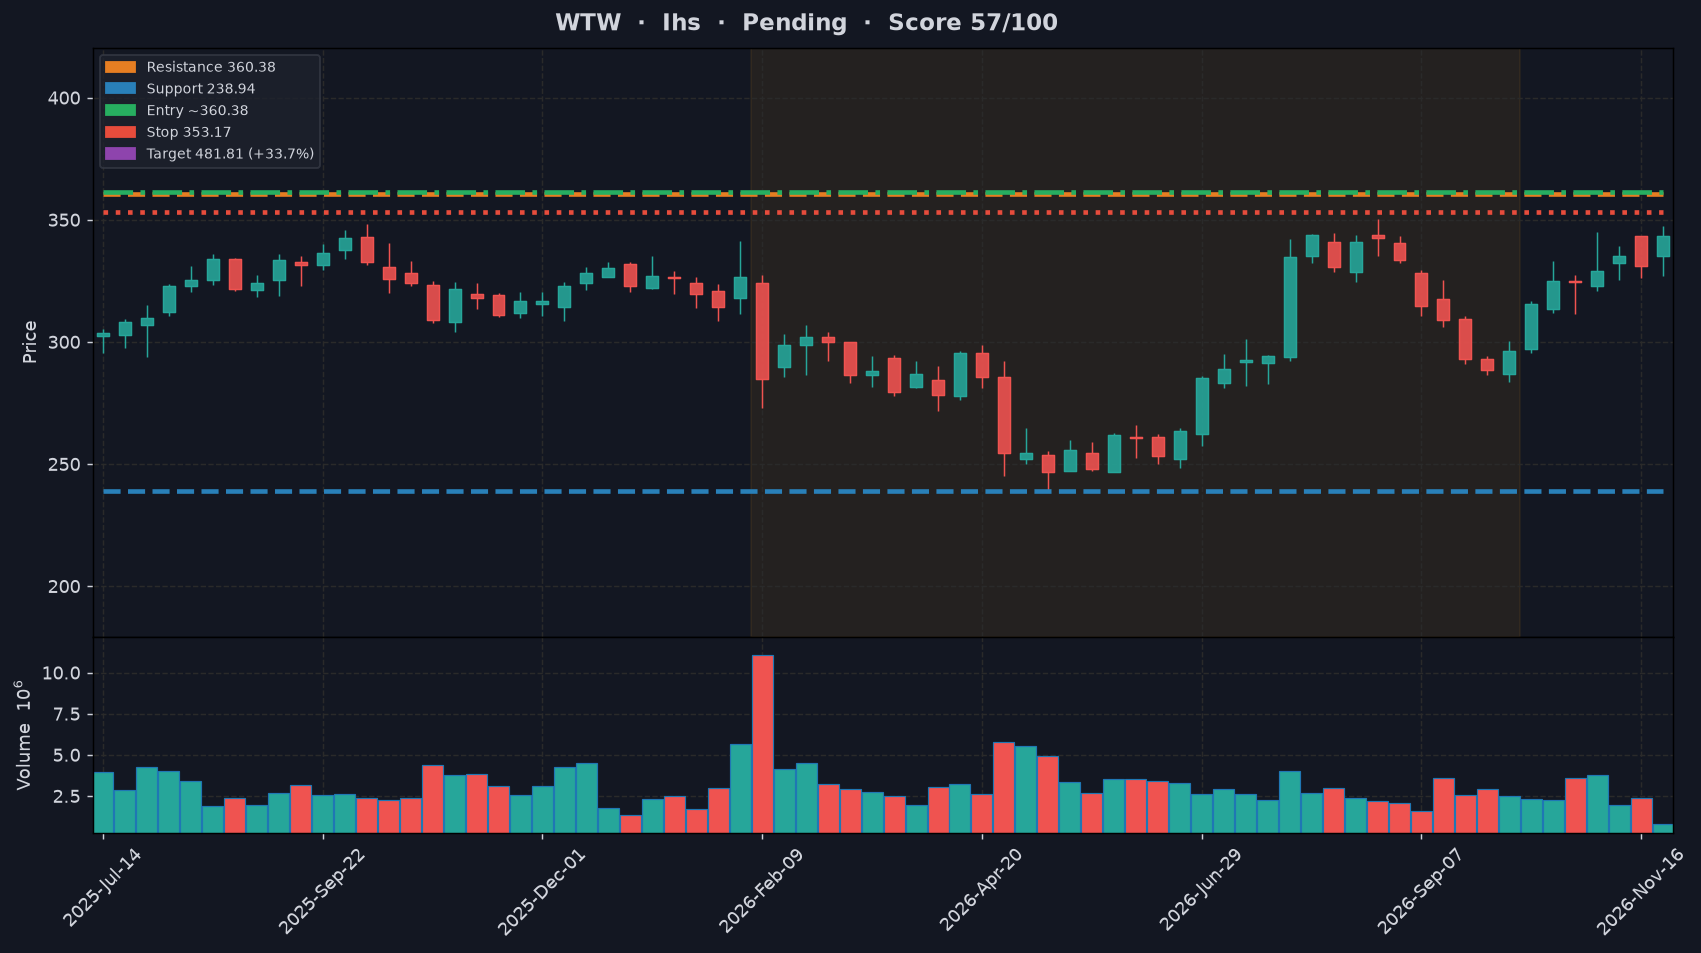 WTW · Ihs · Pending · Score 57/100
Resistance 360.38
Support 238.94
Entry ~360.38
Stop 353.17
Target 481.81 (+33.7%)
400
350
300
250
200
Price
10.0
7.5
5.0
2.5
Volume 10⁶
2025-Jul-14
2025-Sep-22
2025-Dec-01
2026-Feb-09
2026-Apr-20
2026-Jun-29
2026-Sep-07
2026-Nov-16